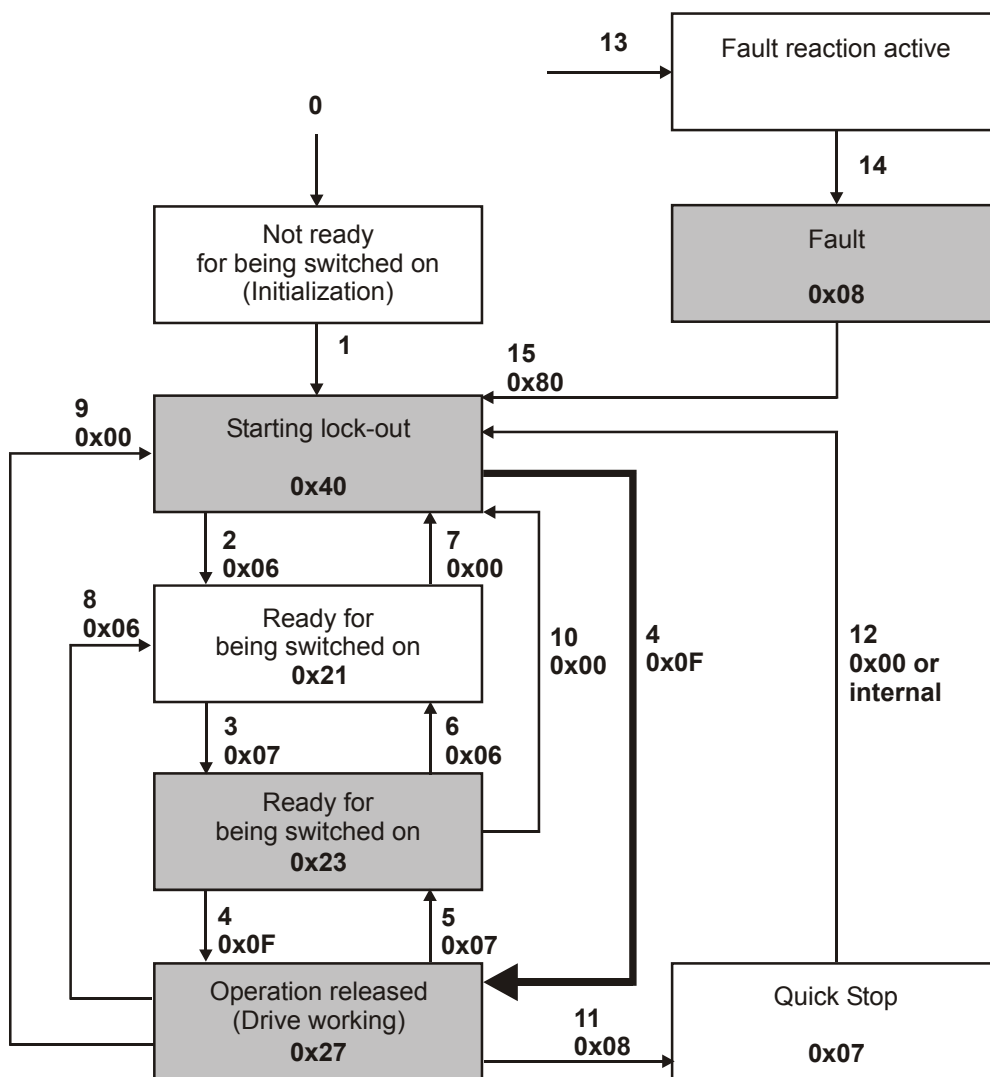 13
Fault reaction active
0
14
Not ready
for being switched on
(Initialization)
Fault
0x08
1
15
0x80
9
0x00
Starting lock-out
0x40
2
0x06
7
0x00
8
0x06
Ready for
being switched on
0x21
10
0x00
4
0x0F
12
0x00 or
internal
3
0x07
6
0x06
Ready for
being switched on
0x23
4
0x0F
5
0x07
Operation released
(Drive working)
0x27
11
0x08
Quick Stop
0x07